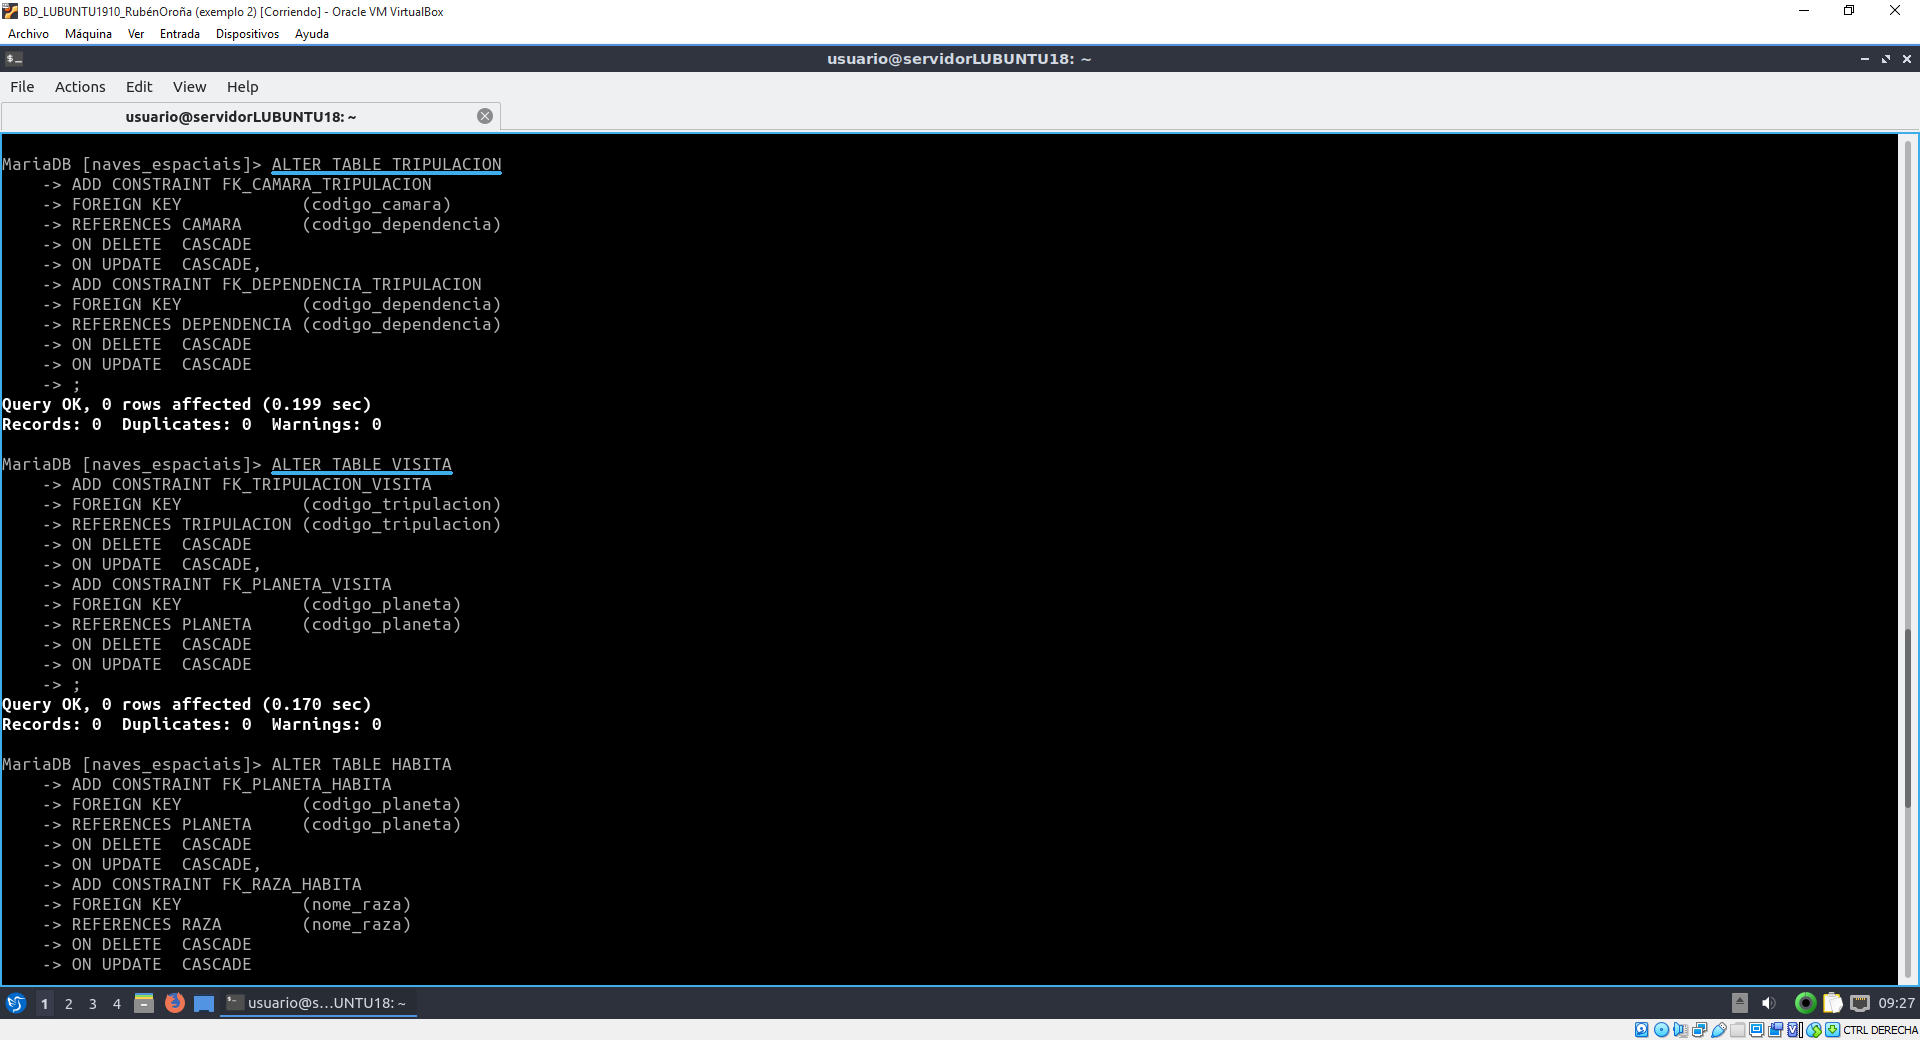 BD_LUBUNTU1910_RubénOroña (exemplo 2) [Corriendo] - Oracle VM VirtualBox
Archivo Máquina Ver Entrada Dispositivos Ayuda
usuario@servidorLUBUNTU18: ~
File Actions Edit View Help
usuario@servidorLUBUNTU18: ~
MariaDB [naves_espaciais]> ALTER TABLE TRIPULACION
    -> ADD CONSTRAINT FK_CAMARA_TRIPULACION
    -> FOREIGN KEY            (codigo_camara)
    -> REFERENCES CAMARA      (codigo_dependencia)
    -> ON DELETE  CASCADE
    -> ON UPDATE  CASCADE,
    -> ADD CONSTRAINT FK_DEPENDENCIA_TRIPULACION
    -> FOREIGN KEY            (codigo_dependencia)
    -> REFERENCES DEPENDENCIA (codigo_dependencia)
    -> ON DELETE  CASCADE
    -> ON UPDATE  CASCADE
    -> ;
Query OK, 0 rows affected (0.199 sec)
Records: 0  Duplicates: 0  Warnings: 0
MariaDB [naves_espaciais]> ALTER TABLE VISITA
    -> ADD CONSTRAINT FK_TRIPULACION_VISITA
    -> FOREIGN KEY            (codigo_tripulacion)
    -> REFERENCES TRIPULACION (codigo_tripulacion)
    -> ON DELETE  CASCADE
    -> ON UPDATE  CASCADE,
    -> ADD CONSTRAINT FK_PLANETA_VISITA
    -> FOREIGN KEY            (codigo_planeta)
    -> REFERENCES PLANETA     (codigo_planeta)
    -> ON DELETE  CASCADE
    -> ON UPDATE  CASCADE
    -> ;
Query OK, 0 rows affected (0.170 sec)
Records: 0  Duplicates: 0  Warnings: 0
MariaDB [naves_espaciais]> ALTER TABLE HABITA
    -> ADD CONSTRAINT FK_PLANETA_HABITA
    -> FOREIGN KEY            (codigo_planeta)
    -> REFERENCES PLANETA     (codigo_planeta)
    -> ON DELETE  CASCADE
    -> ON UPDATE  CASCADE,
    -> ADD CONSTRAINT FK_RAZA_HABITA
    -> FOREIGN KEY            (nome_raza)
    -> REFERENCES RAZA        (nome_raza)
    -> ON DELETE  CASCADE
    -> ON UPDATE  CASCADE
1 2 3 4 usuario@s...UNTU18: ~ 09:27
CTRL DERECHA